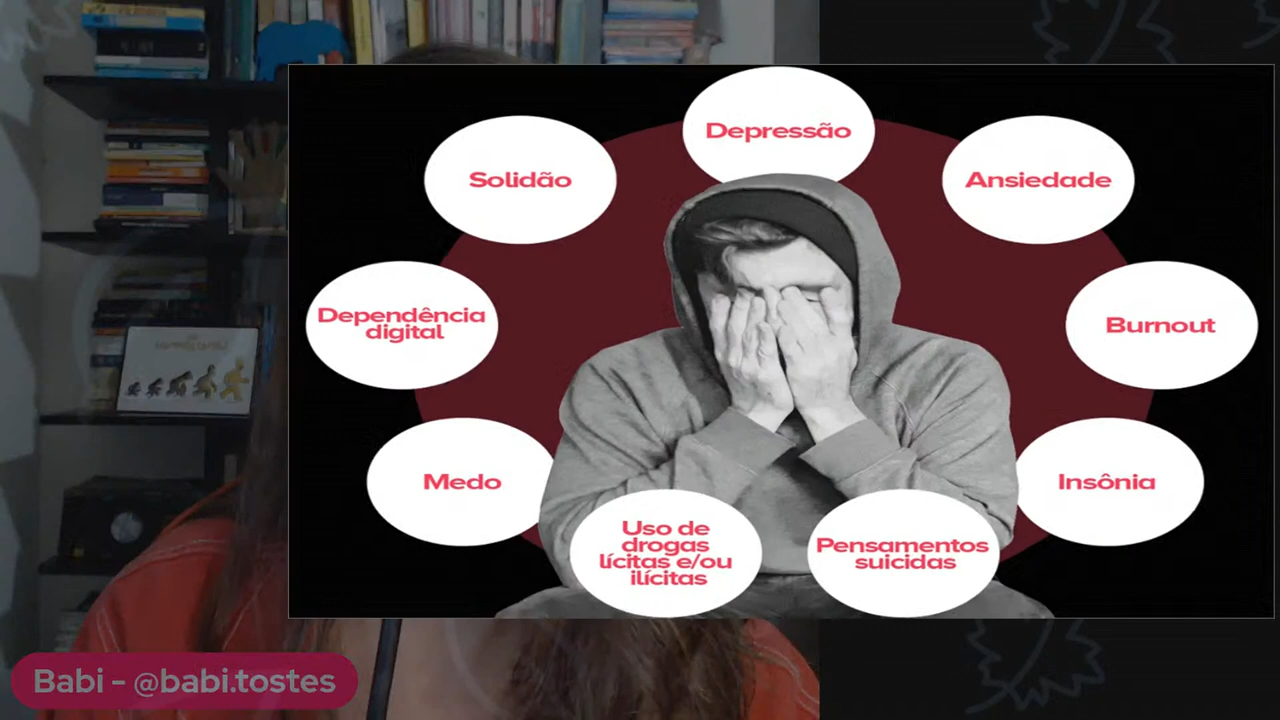 Depressão
Solidão
Ansiedade
Dependência
digital
Burnout
Medo
Insônia
Uso de
drogas
lícitas e/ou
ilícitas
Pensamentos
suicidas
Babi - @babi.tostes